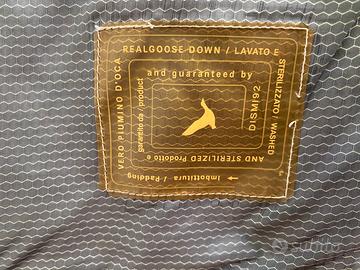 REALGOOSE DOWN / LAVATO E
STERILIZZATO / WASHED
AND STERILIZED Prodotto e
garantito da / product
and guaranteed by
DISMI92
← Imbottitura / Padding
VERO PIUMINO D'OCA
subito